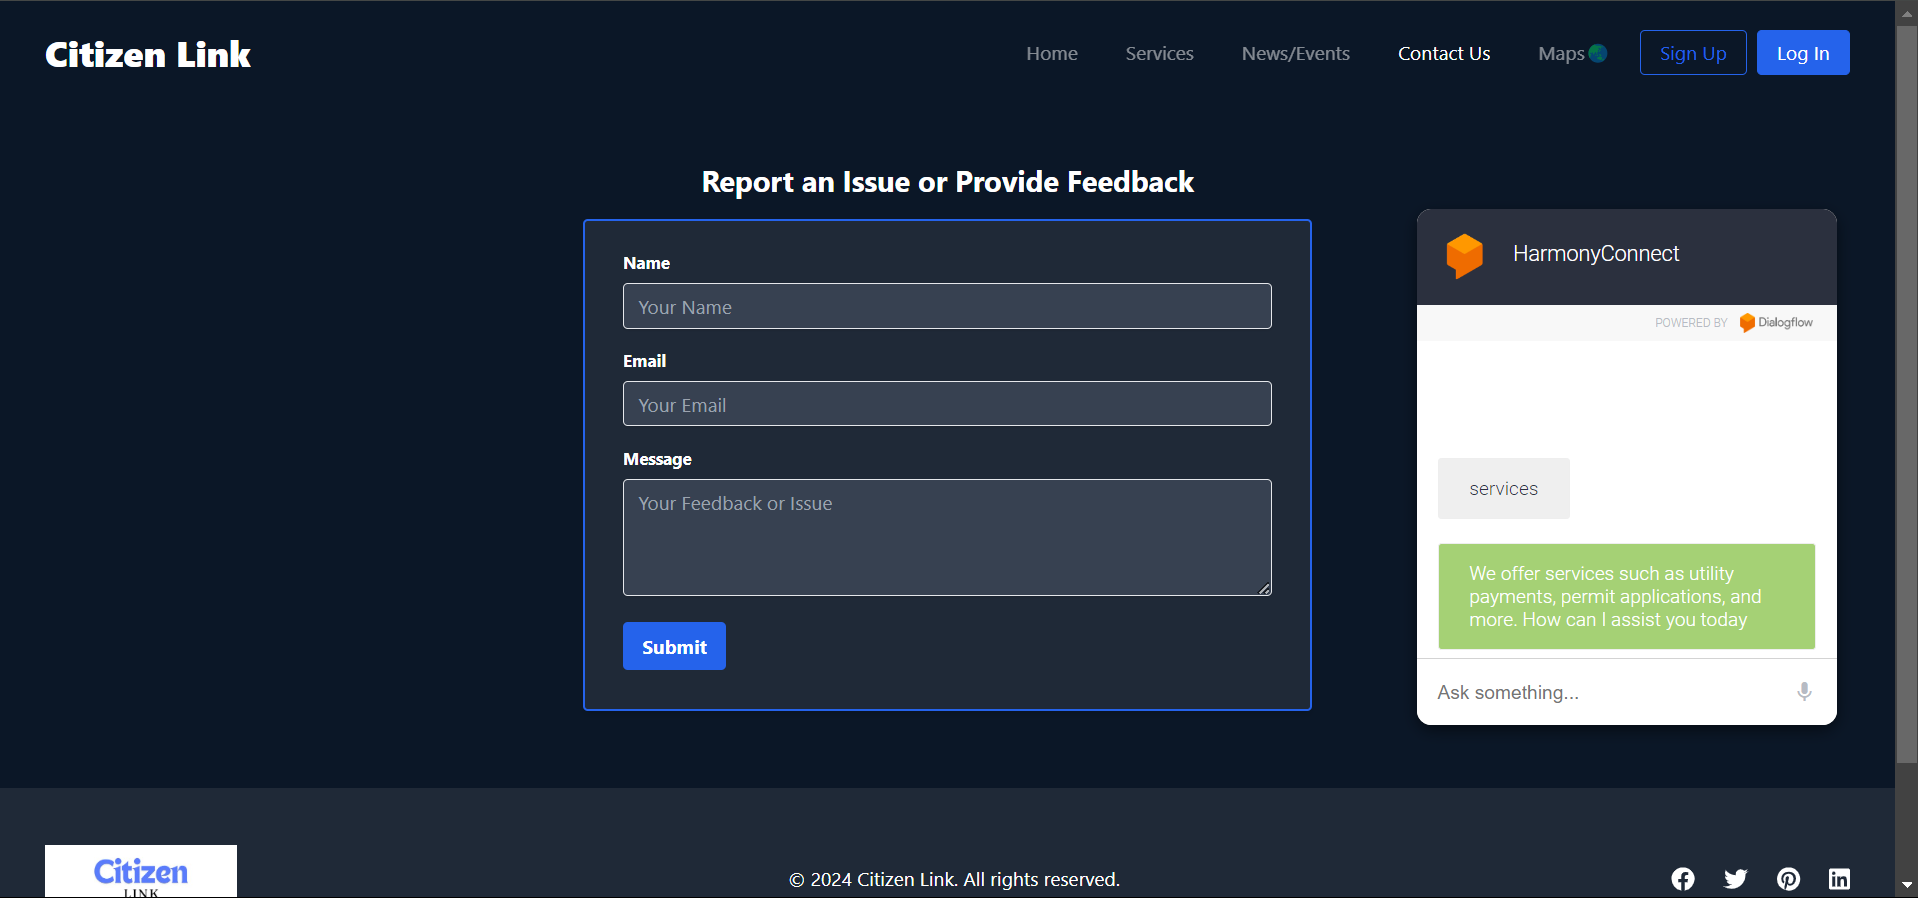 Citizen Link
Home
Services
News/Events
Contact Us
Maps
Sign Up
Log In
Report an Issue or Provide Feedback
Name
Your Name
Email
Your Email
Message
Your Feedback or Issue
Submit
HarmonyConnect
POWERED BY Dialogflow
services
We offer services such as utility
payments, permit applications, and
more. How can I assist you today
Ask something...
Citizen
LINK
© 2024 Citizen Link. All rights reserved.